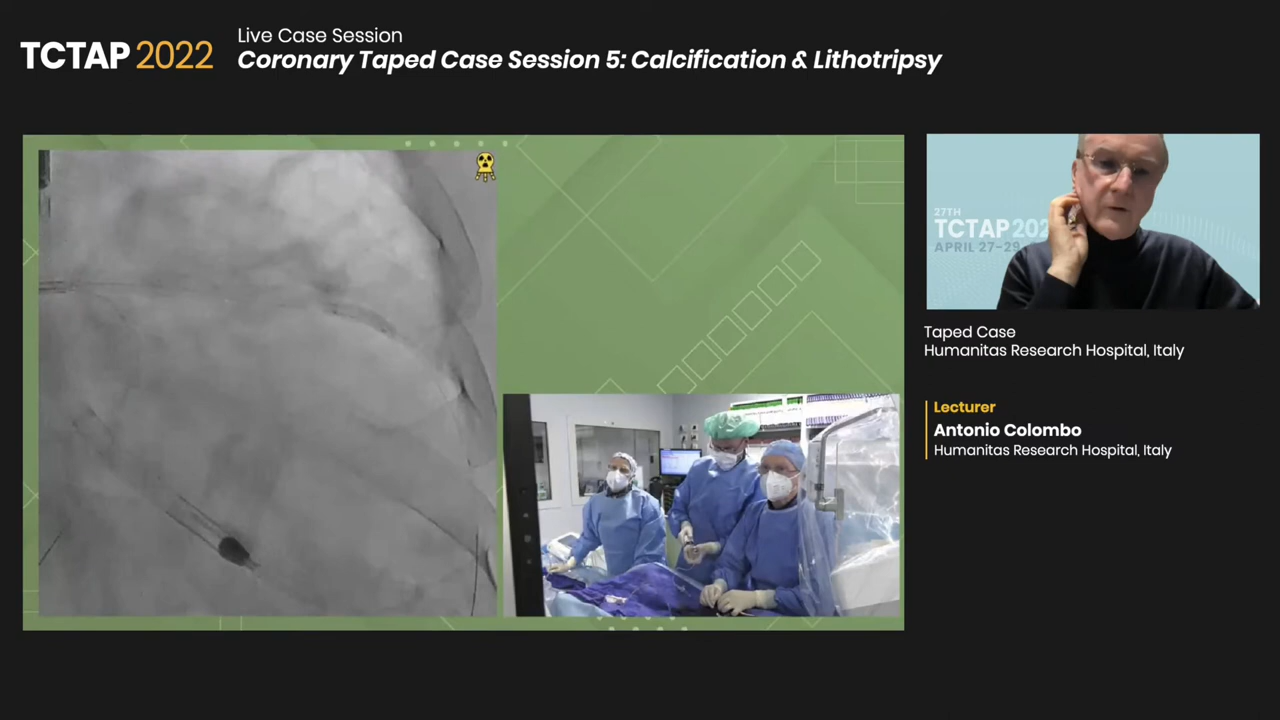 TCTAP 2022
Live Case Session
Coronary Taped Case Session 5: Calcification & Lithotripsy
27TH
TCTAP 202
APRIL 27-29
Taped Case
Humanitas Research Hospital, Italy
Lecturer
Antonio Colombo
Humanitas Research Hospital, Italy